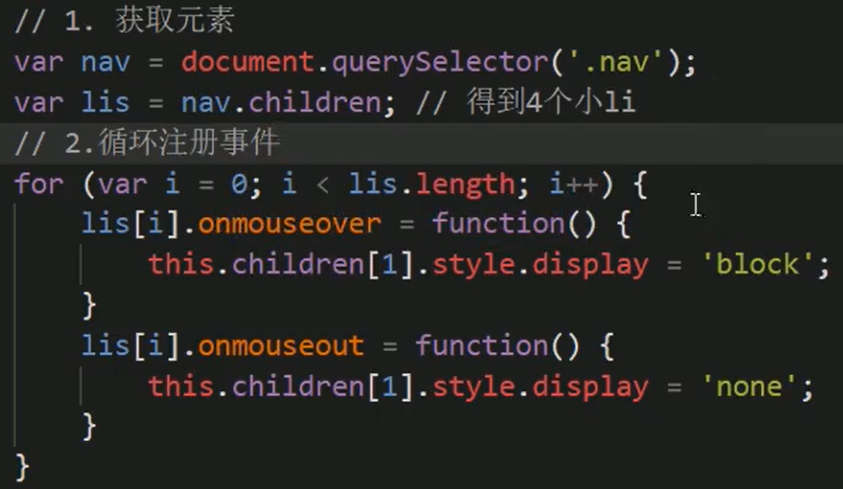 // 1. 获取元素
var nav = document.querySelector('.nav');
var lis = nav.children; // 得到4个小li
// 2.循环注册事件
for (var i = 0; i < lis.length; i++) {
lis[i].onmouseover = function() {
this.children[1].style.display = 'block';
}
lis[i].onmouseout = function() {
this.children[1].style.display = 'none';
}
}